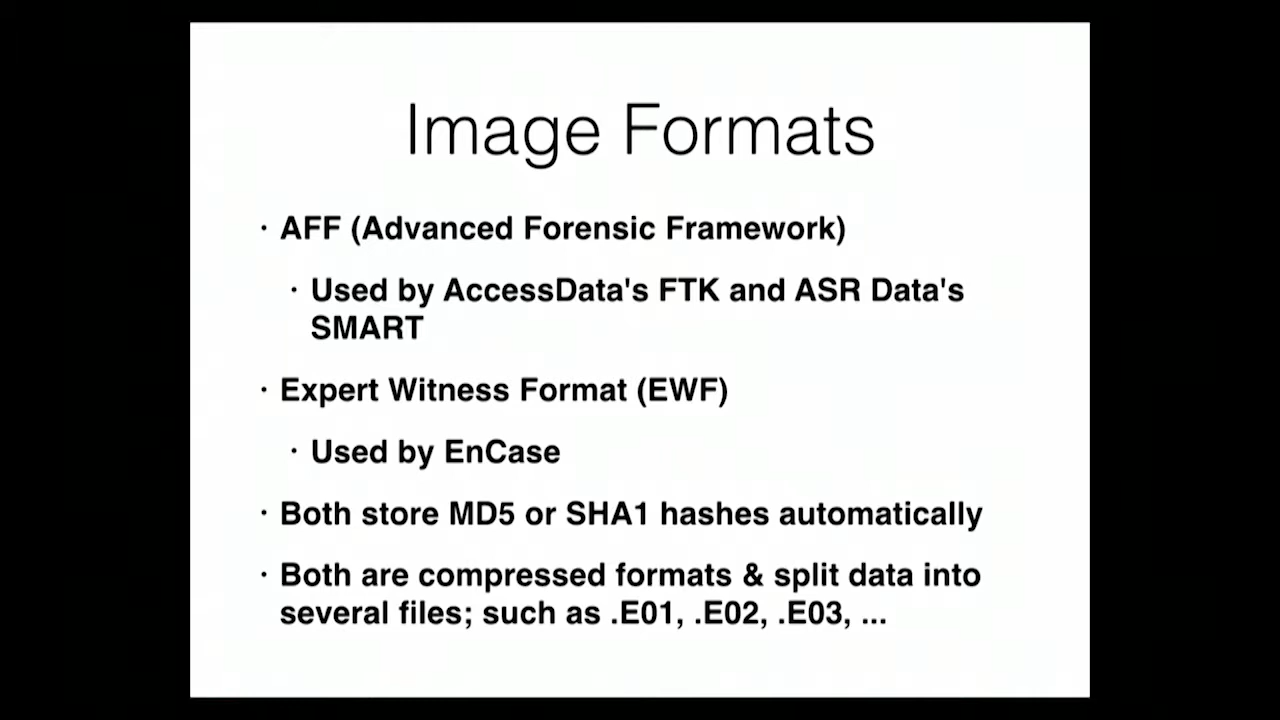 Image Formats
· AFF (Advanced Forensic Framework)
· Used by AccessData's FTK and ASR Data's
SMART
· Expert Witness Format (EWF)
· Used by EnCase
· Both store MD5 or SHA1 hashes automatically
· Both are compressed formats & split data into
several files; such as .E01, .E02, .E03, ...